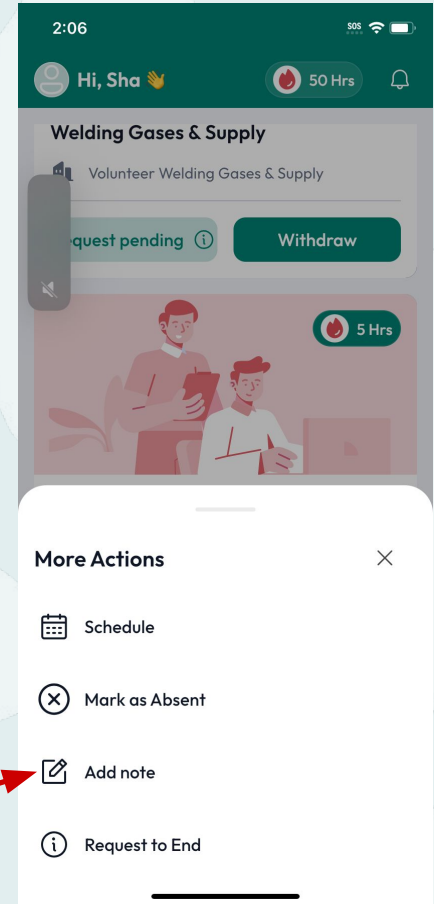 2:06
SOS
Hi, Sha 👋
50 Hrs
Welding Gases & Supply
Volunteer Welding Gases & Supply
quest pending
Withdraw
5 Hrs
More Actions
Schedule
Mark as Absent
Add note
Request to End